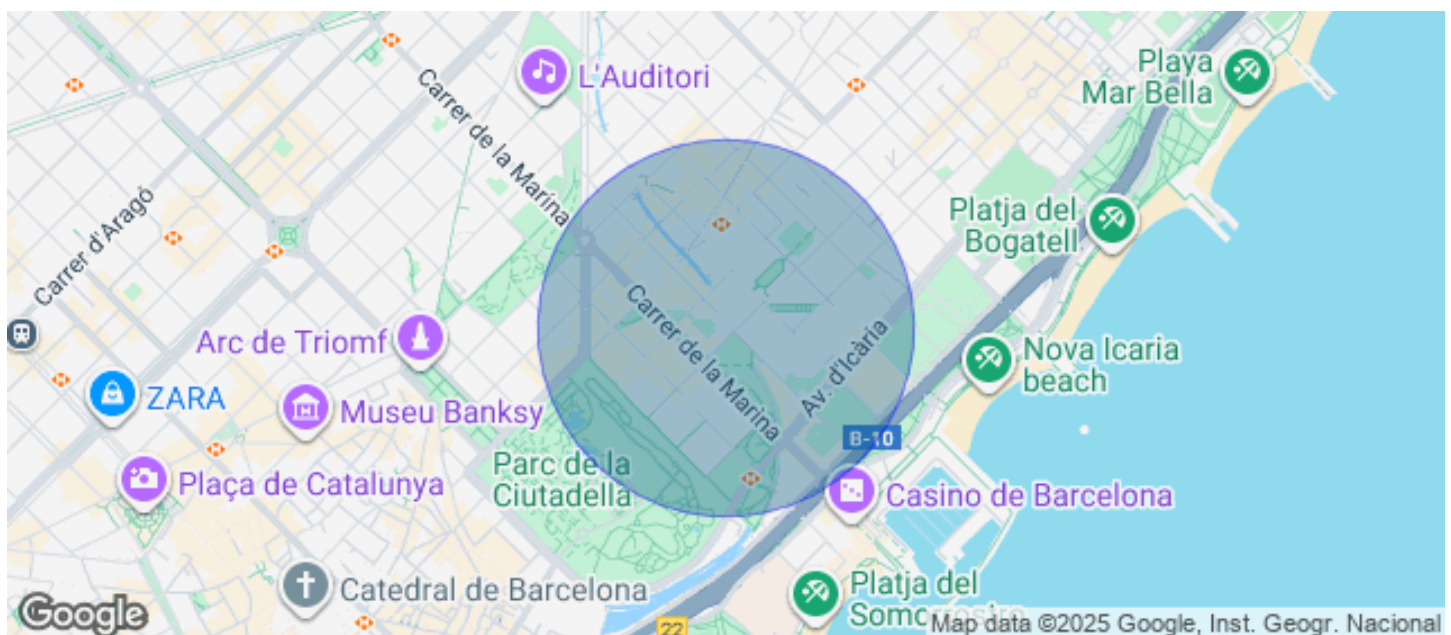 Playa
Mar Bella
L'Auditori
Carrer de la Marina
Carrer d'Aragó
Platja del
Bogatell
Carrer de la Marina
Av. d'Icària
Arc de Triomf
Nova Icaria
beach
ZARA
Museu Banksy
B-10
Parc de la
Ciutadella
Plaça de Catalunya
Casino de Barcelona
Catedral de Barcelona
Platja del
Somorrostro
22
Google
Map data ©2025 Google, Inst. Geogr. Nacional